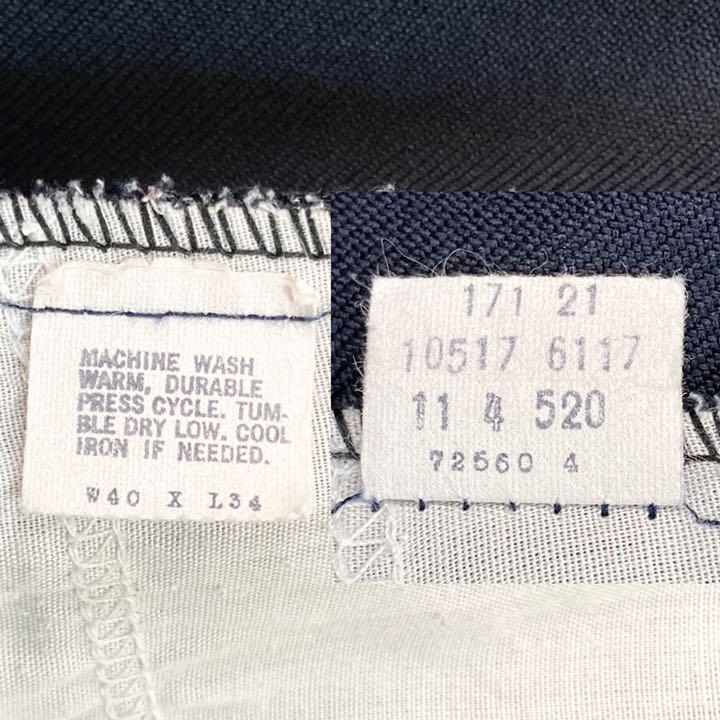 MACHINE WASH
WARM, DURABLE
PRESS CYCLE. TUM-
BLE DRY LOW. COOL
IRON IF NEEDED.
W40 X L34
171 21
10517 6117
11 4 520
72560 4